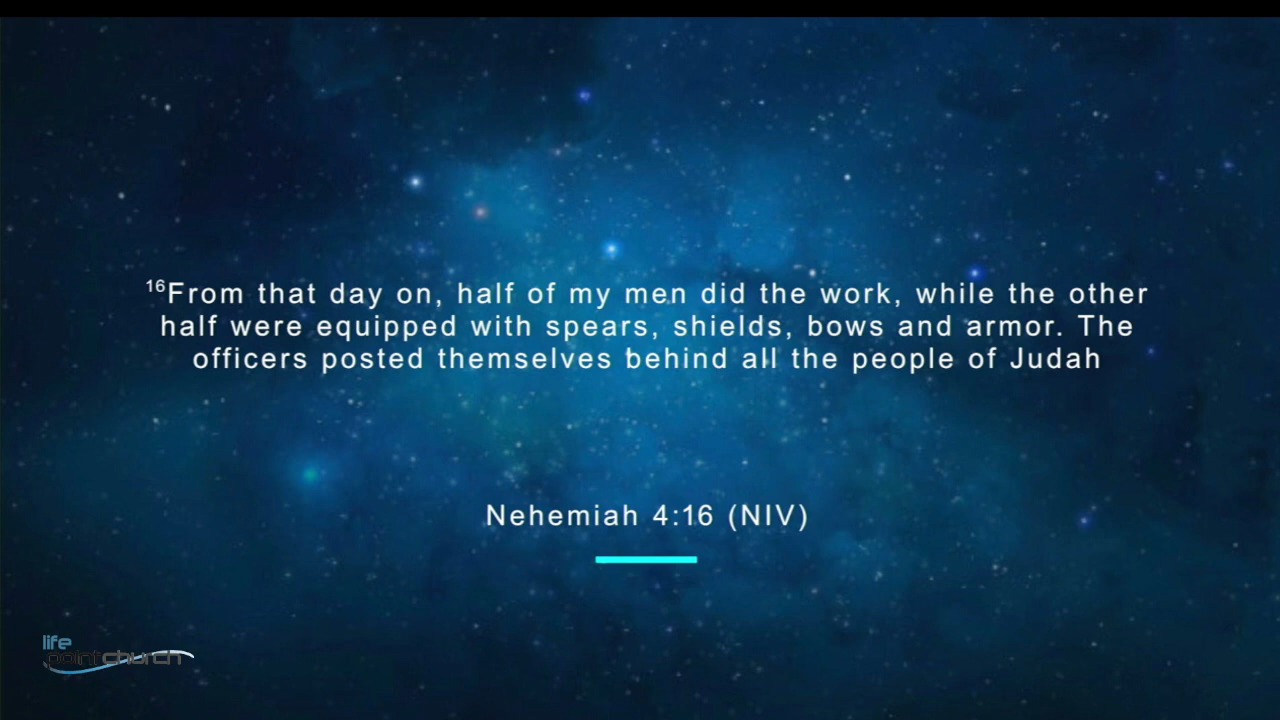 16From that day on, half of my men did the work, while the other
half were equipped with spears, shields, bows and armor. The
officers posted themselves behind all the people of Judah
Nehemiah 4:16 (NIV)
life
pointchurch